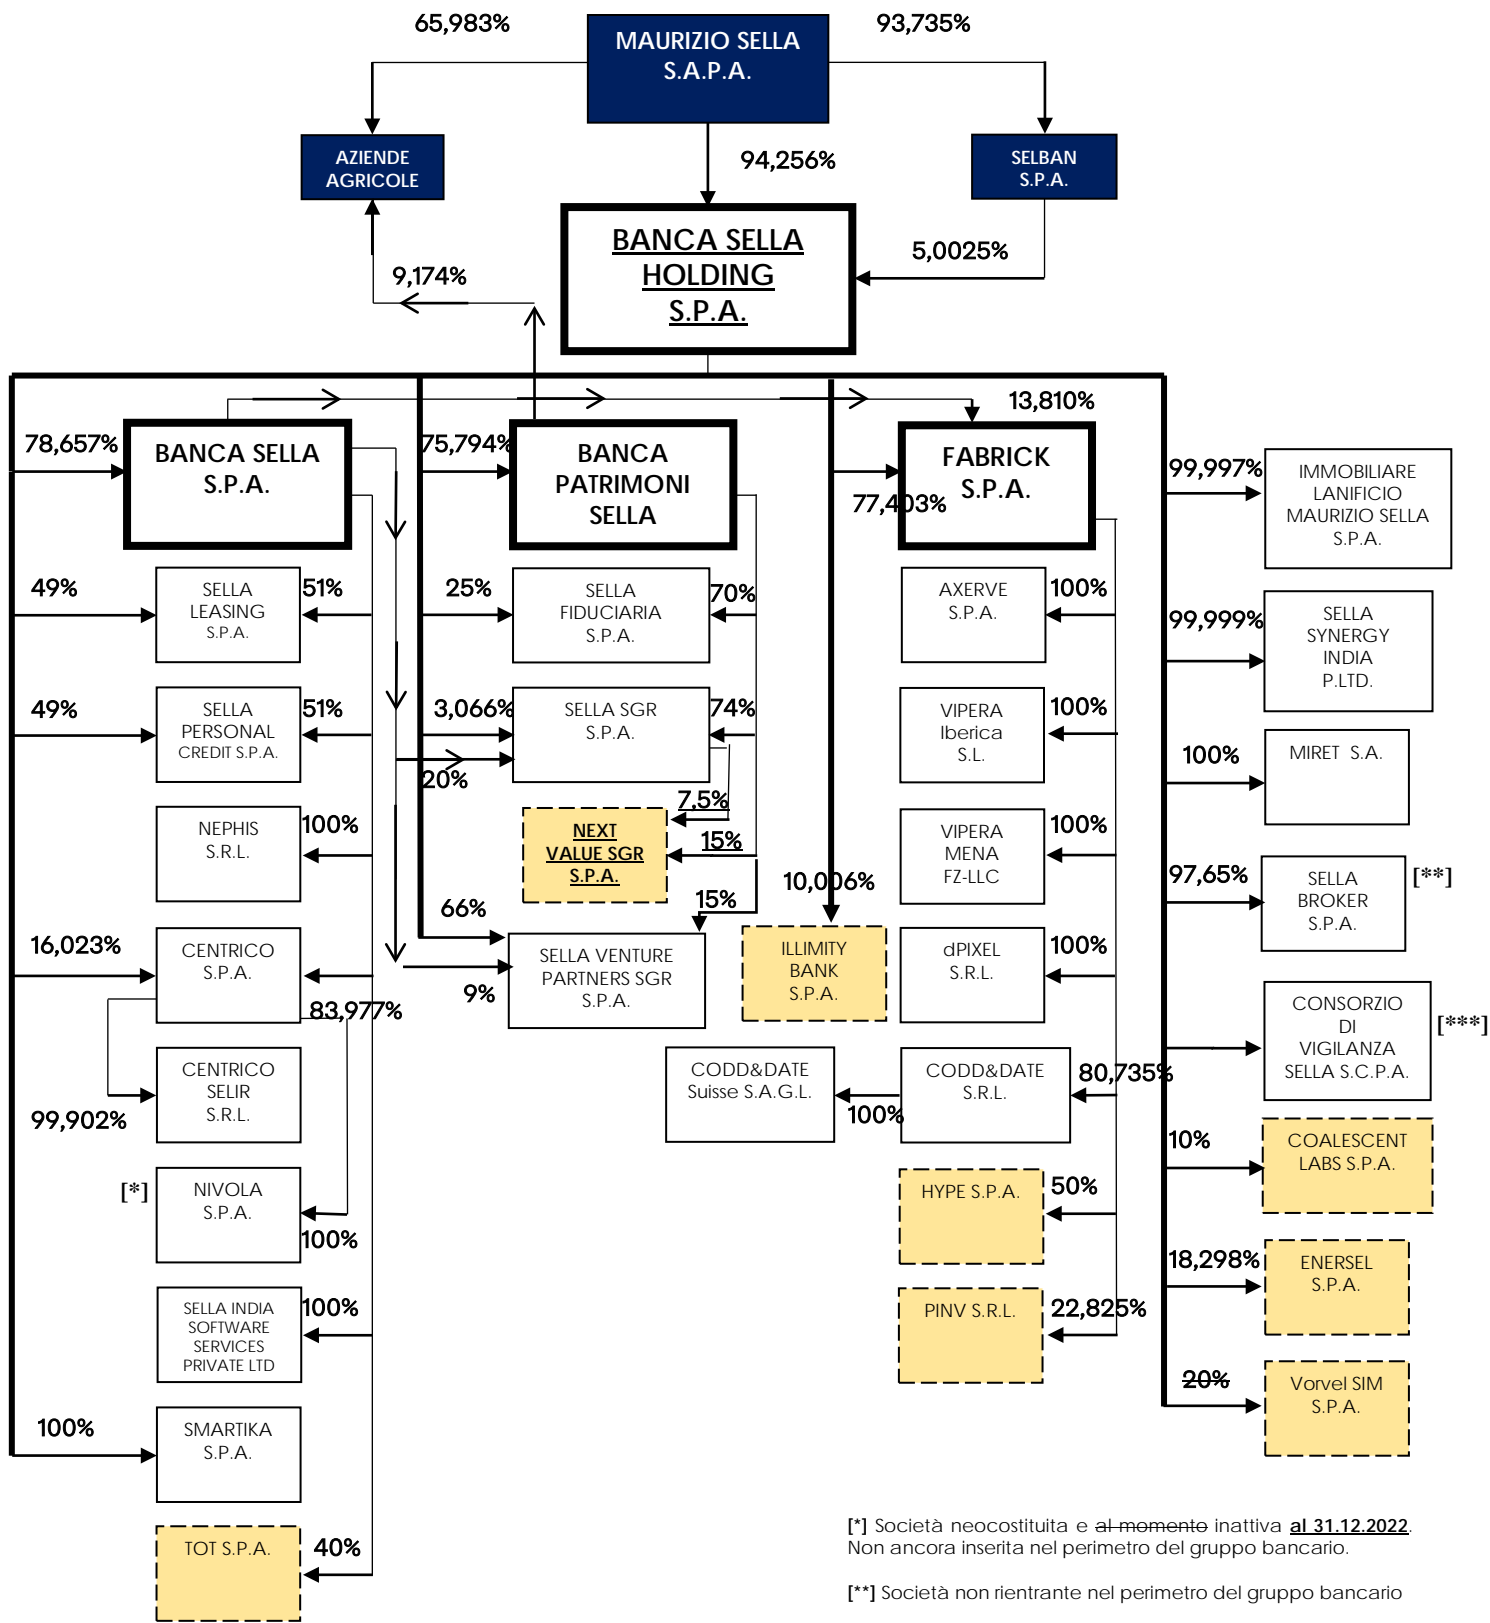 65,983%
MAURIZIO SELLA
S.A.P.A.
93,735%
AZIENDE
AGRICOLE
94,256%
SELBAN
S.P.A.
BANCA SELLA
HOLDING
S.P.A.
5,0025%
9,174%
13,810%
78,657%
BANCA SELLA
S.P.A.
75,794%
BANCA
PATRIMONI
SELLA
77,403%
FABRICK
S.P.A.
99,997%
IMMOBILIARE
LANIFICIO
MAURIZIO SELLA
S.P.A.
49%
SELLA
LEASING
S.P.A.
51%
25%
SELLA
FIDUCIARIA
S.P.A.
70%
AXERVE
S.P.A.
100%
99,999%
SELLA
SYNERGY
INDIA
P.LTD.
49%
SELLA
PERSONAL
CREDIT S.P.A.
51%
3,066%
20%
SELLA SGR
S.P.A.
74%
VIPERA
Iberica
S.L.
100%
100%
MIRET S.A.
NEPHIS
S.R.L.
100%
NEXT
VALUE SGR
S.P.A.
7,5%
15%
VIPERA
MENA
FZ-LLC
100%
97,65%
SELLA
BROKER
S.P.A.
[**]
16,023%
CENTRICO
S.P.A.
83,977%
66%
9%
15%
SELLA VENTURE
PARTNERS SGR
S.P.A.
10,006%
ILLIMITY
BANK
S.P.A.
dPIXEL
S.R.L.
100%
CONSORZIO
DI
VIGILANZA
SELLA S.C.P.A.
[***]
99,902%
CENTRICO
SELIR
S.R.L.
CODD&DATE
Suisse S.A.G.L.
100%
CODD&DATE
S.R.L.
80,735%
10%
COALESCENT
LABS S.P.A.
[*]
NIVOLA
S.P.A.
100%
HYPE S.P.A.
50%
18,298%
ENERSEL
S.P.A.
SELLA INDIA
SOFTWARE
SERVICES
PRIVATE LTD
100%
PINV S.R.L.
22,825%
20%
Vorvel SIM
S.P.A.
100%
SMARTIKA
S.P.A.
TOT S.P.A.
40%
[*] Società neocostituita e al momento inattiva al 31.12.2022.
Non ancora inserita nel perimetro del gruppo bancario.
[**] Società non rientrante nel perimetro del gruppo bancario